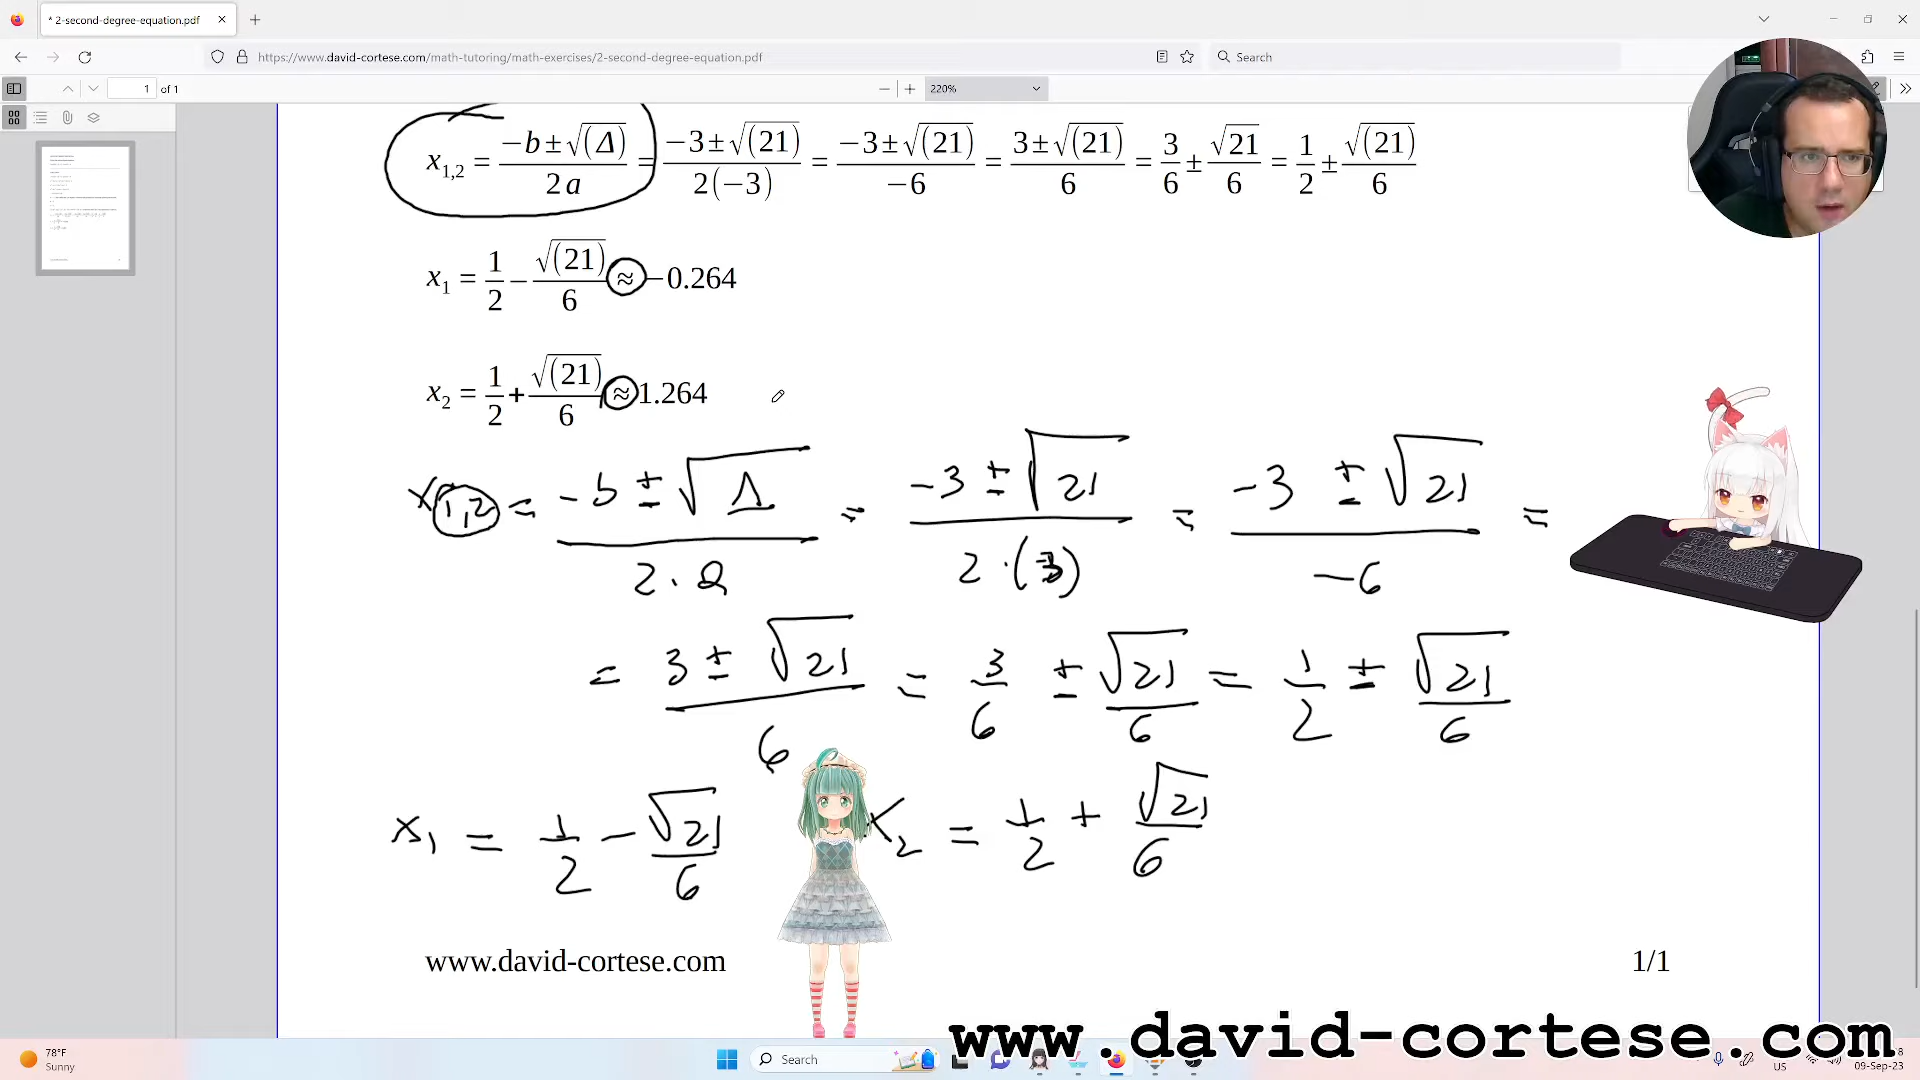 * 2-second-degree-equation.pdf
https://www.david-cortese.com/math-tutoring/math-exercises/2-second-degree-equation.pdf
Search
1 of 1
220%
x1,2 = (−b±√(Δ))/(2a) = (−3±√(21))/(2(−3)) = (−3±√(21))/(−6) = (3±√(21))/6 = 3/6 ± √21/6 = 1/2 ± √(21)/6
x1 = 1/2 − √(21)/6 ≈ −0.264
x2 = 1/2 + √(21)/6 ≈ 1.264
x1,2 = (-b ± √Δ)/(2·a) = (-3 ± √21)/(2·(-3)) = (-3 ± √21)/(-6) =
= (3 ± √21)/6 = 3/6 ± √21/6 = 1/2 ± √21/6
x1 = 1/2 - √21/6 x2 = 1/2 + √21/6
www.david-cortese.com 1/1
www.david-cortese.com
78°F
Sunny
Search
US
09-Sep-23